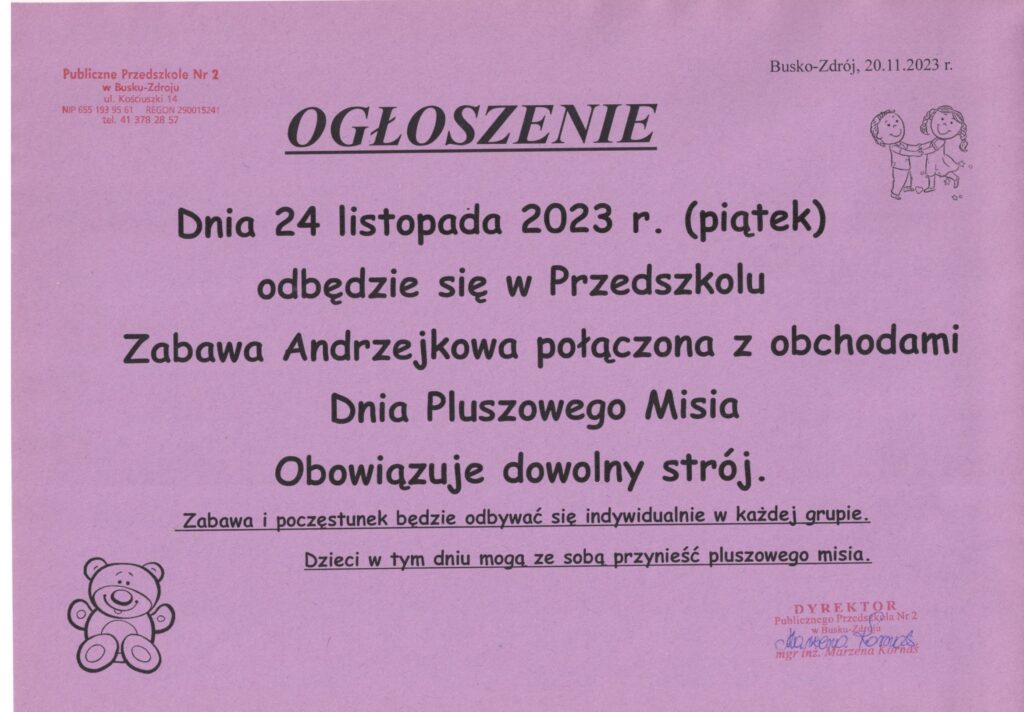 Publiczne Przedszkole Nr 2
w Busku-Zdroju
ul. Kościuszki 14
NIP 655 193 95 61 REGON 290015241
tel. 41 378 28 57
Busko-Zdrój, 20.11.2023 r.
OGŁOSZENIE
Dnia 24 listopada 2023 r. (piątek)
odbędzie się w Przedszkolu
Zabawa Andrzejkowa połączona z obchodami
Dnia Pluszowego Misia
Obowiązuje dowolny strój.
Zabawa i poczęstunek będzie odbywać się indywidualnie w każdej grupie.
Dzieci w tym dniu mogą ze sobą przynieść pluszowego misia.
DYREKTOR
Publicznego Przedszkola Nr 2
w Busku-Zdroju
Marzena Kornaś
mgr inż. Marzena Kornaś